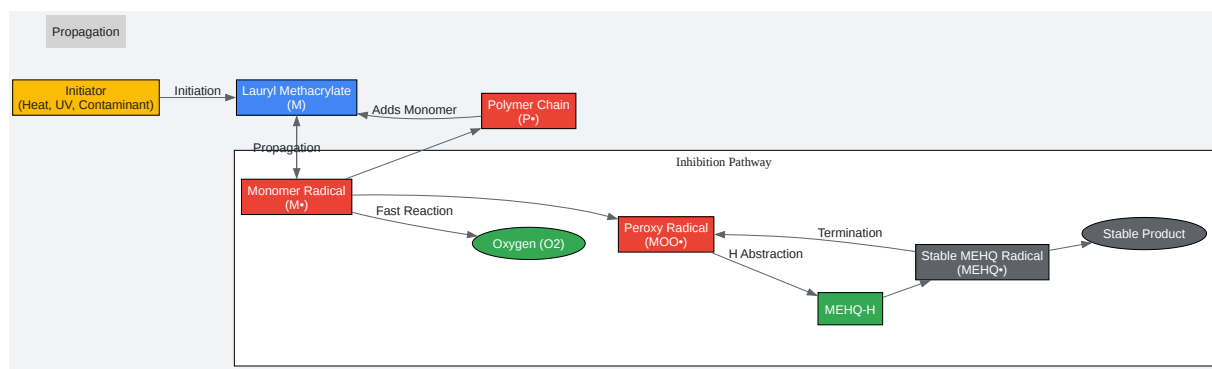 Propagation
Initiator
(Heat, UV, Contaminant)
Initiation
Lauryl Methacrylate
(M)
Adds Monomer
Polymer Chain
(P•)
Propagation
Inhibition Pathway
Monomer Radical
(M•)
Fast Reaction
Oxygen (O2)
Peroxy Radical
(MOO•)
H Abstraction
Termination
MEHQ-H
Stable MEHQ Radical
(MEHQ•)
Stable Product